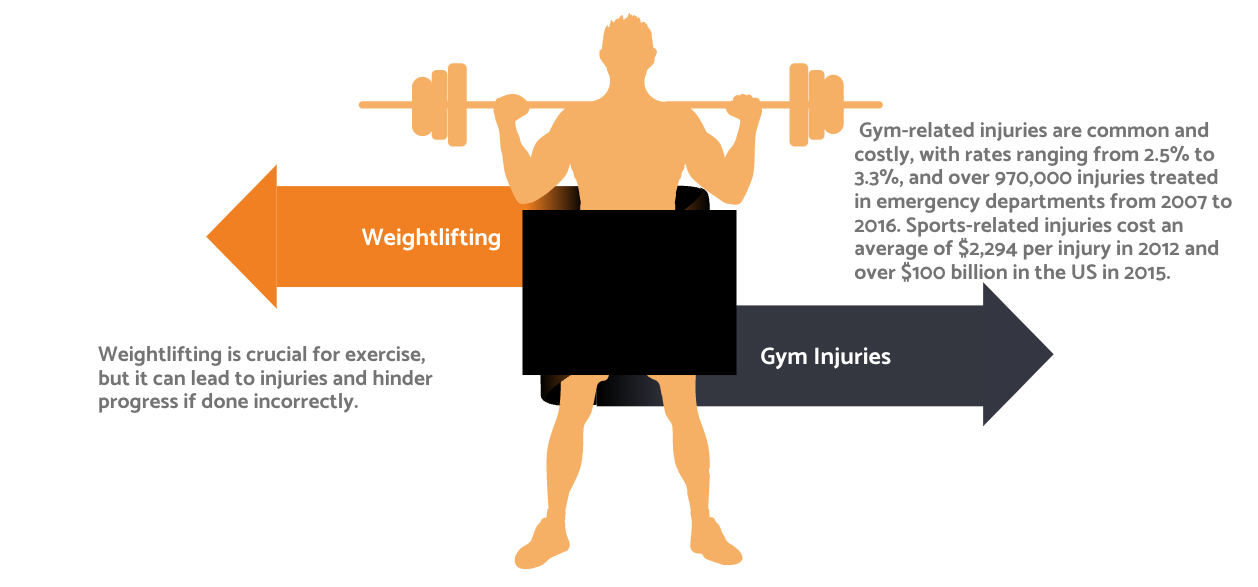 Gym-related injuries are common and
costly, with rates ranging from 2.5% to
3.3%, and over 970,000 injuries treated
in emergency departments from 2007 to
2016. Sports-related injuries cost an
average of $2,294 per injury in 2012 and
over $100 billion in the US in 2015.
Weightlifting
Gym Injuries
Weightlifting is crucial for exercise,
but it can lead to injuries and hinder
progress if done incorrectly.